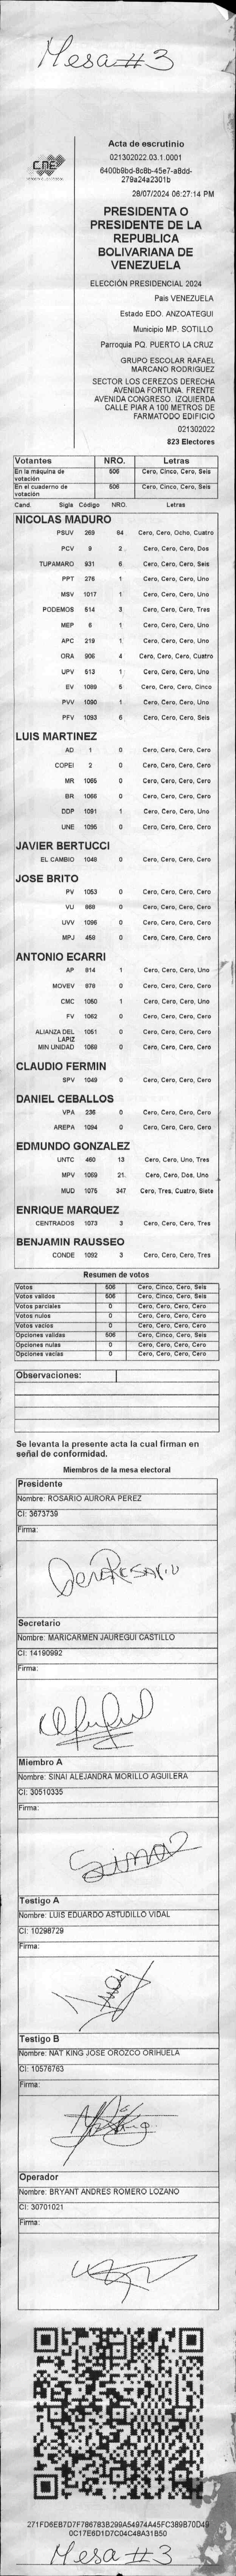 Mesa #3
CNE
Acta de escrutinio
021302022.03.1.0001
6400b9bd-8c8b-45e7-a8dd-
279a24a2301b
28/07/2024 06:27:14 PM
PRESIDENTA O
PRESIDENTE DE LA
REPUBLICA
BOLIVARIANA DE
VENEZUELA
ELECCIÓN PRESIDENCIAL 2024
País VENEZUELA
Estado EDO. ANZOATEGUI
Municipio MP. SOTILLO
Parroquia PQ. PUERTO LA CRUZ
GRUPO ESCOLAR RAFAEL
MARCANO RODRIGUEZ
SECTOR LOS CEREZOS DERECHA
AVENIDA FORTUNA. FRENTE
AVENIDA CONGRESO. IZQUIERDA
CALLE PIAR A 100 METROS DE
FARMATODO EDIFICIO
021302022
823 Electores
Votantes NRO. Letras
En la máquina de votación 506 Cero, Cinco, Cero, Seis
En el cuaderno de votación 506 Cero, Cinco, Cero, Seis
Cand. Sigla Código NRO. Letras
NICOLAS MADURO
PSUV 269 84 Cero, Cero, Ocho, Cuatro
PCV 9 2 Cero, Cero, Cero, Dos
TUPAMARO 931 6 Cero, Cero, Cero, Seis
PPT 276 1 Cero, Cero, Cero, Uno
MSV 1017 1 Cero, Cero, Cero, Uno
PODEMOS 514 3 Cero, Cero, Cero, Tres
MEP 6 1 Cero, Cero, Cero, Uno
APC 219 1 Cero, Cero, Cero, Uno
ORA 906 4 Cero, Cero, Cero, Cuatro
UPV 513 1 Cero, Cero, Cero, Uno
EV 1089 5 Cero, Cero, Cero, Cinco
PVV 1090 1 Cero, Cero, Cero, Uno
PFV 1093 6 Cero, Cero, Cero, Seis
LUIS MARTINEZ
AD 1 0 Cero, Cero, Cero, Cero
COPEI 2 0 Cero, Cero, Cero, Cero
MR 1065 0 Cero, Cero, Cero, Cero
BR 1066 0 Cero, Cero, Cero, Cero
DDP 1091 1 Cero, Cero, Cero, Uno
UNE 1095 0 Cero, Cero, Cero, Cero
JAVIER BERTUCCI
EL CAMBIO 1048 0 Cero, Cero, Cero, Cero
JOSE BRITO
PV 1053 0 Cero, Cero, Cero, Cero
VU 868 0 Cero, Cero, Cero, Cero
UVV 1096 0 Cero, Cero, Cero, Cero
MPJ 458 0 Cero, Cero, Cero, Cero
ANTONIO ECARRI
AP 814 1 Cero, Cero, Cero, Uno
MOVEV 878 0 Cero, Cero, Cero, Cero
CMC 1050 1 Cero, Cero, Cero, Uno
FV 1062 0 Cero, Cero, Cero, Cero
ALIANZA DEL LAPIZ 1051 0 Cero, Cero, Cero, Cero
MIN UNIDAD 1058 0 Cero, Cero, Cero, Cero
CLAUDIO FERMIN
SPV 1049 0 Cero, Cero, Cero, Cero
DANIEL CEBALLOS
VPA 236 0 Cero, Cero, Cero, Cero
AREPA 1094 0 Cero, Cero, Cero, Cero
EDMUNDO GONZALEZ
UNTC 460 13 Cero, Cero, Uno, Tres
MPV 1069 21 Cero, Cero, Dos, Uno
MUD 1075 347 Cero, Tres, Cuatro, Siete
ENRIQUE MARQUEZ
CENTRADOS 1073 3 Cero, Cero, Cero, Tres
BENJAMIN RAUSSEO
CONDE 1092 3 Cero, Cero, Cero, Tres
Resumen de votos
Votos 506 Cero, Cinco, Cero, Seis
Votos validos 506 Cero, Cinco, Cero, Seis
Votos parciales 0 Cero, Cero, Cero, Cero
Votos nulos 0 Cero, Cero, Cero, Cero
Votos vacios 0 Cero, Cero, Cero, Cero
Opciones validas 506 Cero, Cinco, Cero, Seis
Opciones nulas 0 Cero, Cero, Cero, Cero
Opciones vacias 0 Cero, Cero, Cero, Cero
Observaciones:
Se levanta la presente acta la cual firman en
señal de conformidad.
Miembros de la mesa electoral
Presidente
Nombre: ROSARIO AURORA PEREZ
CI: 3673739
Firma:
Secretario
Nombre: MARICARMEN JAUREGUI CASTILLO
CI: 14190992
Firma:
Miembro A
Nombre: SINAI ALEJANDRA MORILLO AGUILERA
CI: 30510335
Firma:
Sinai
Testigo A
Nombre: LUIS EDUARDO ASTUDILLO VIDAL
CI: 10298729
Firma:
Testigo B
Nombre: NAT KING JOSE OROZCO ORIHUELA
CI: 10576763
Firma:
Operador
Nombre: BRYANT ANDRES ROMERO LOZANO
CI: 30701021
Firma:
271FD6EB7D7F786783B299A54974A45FC389B70D49
0C17E6D1D7C04C48A31B50
Mesa #3